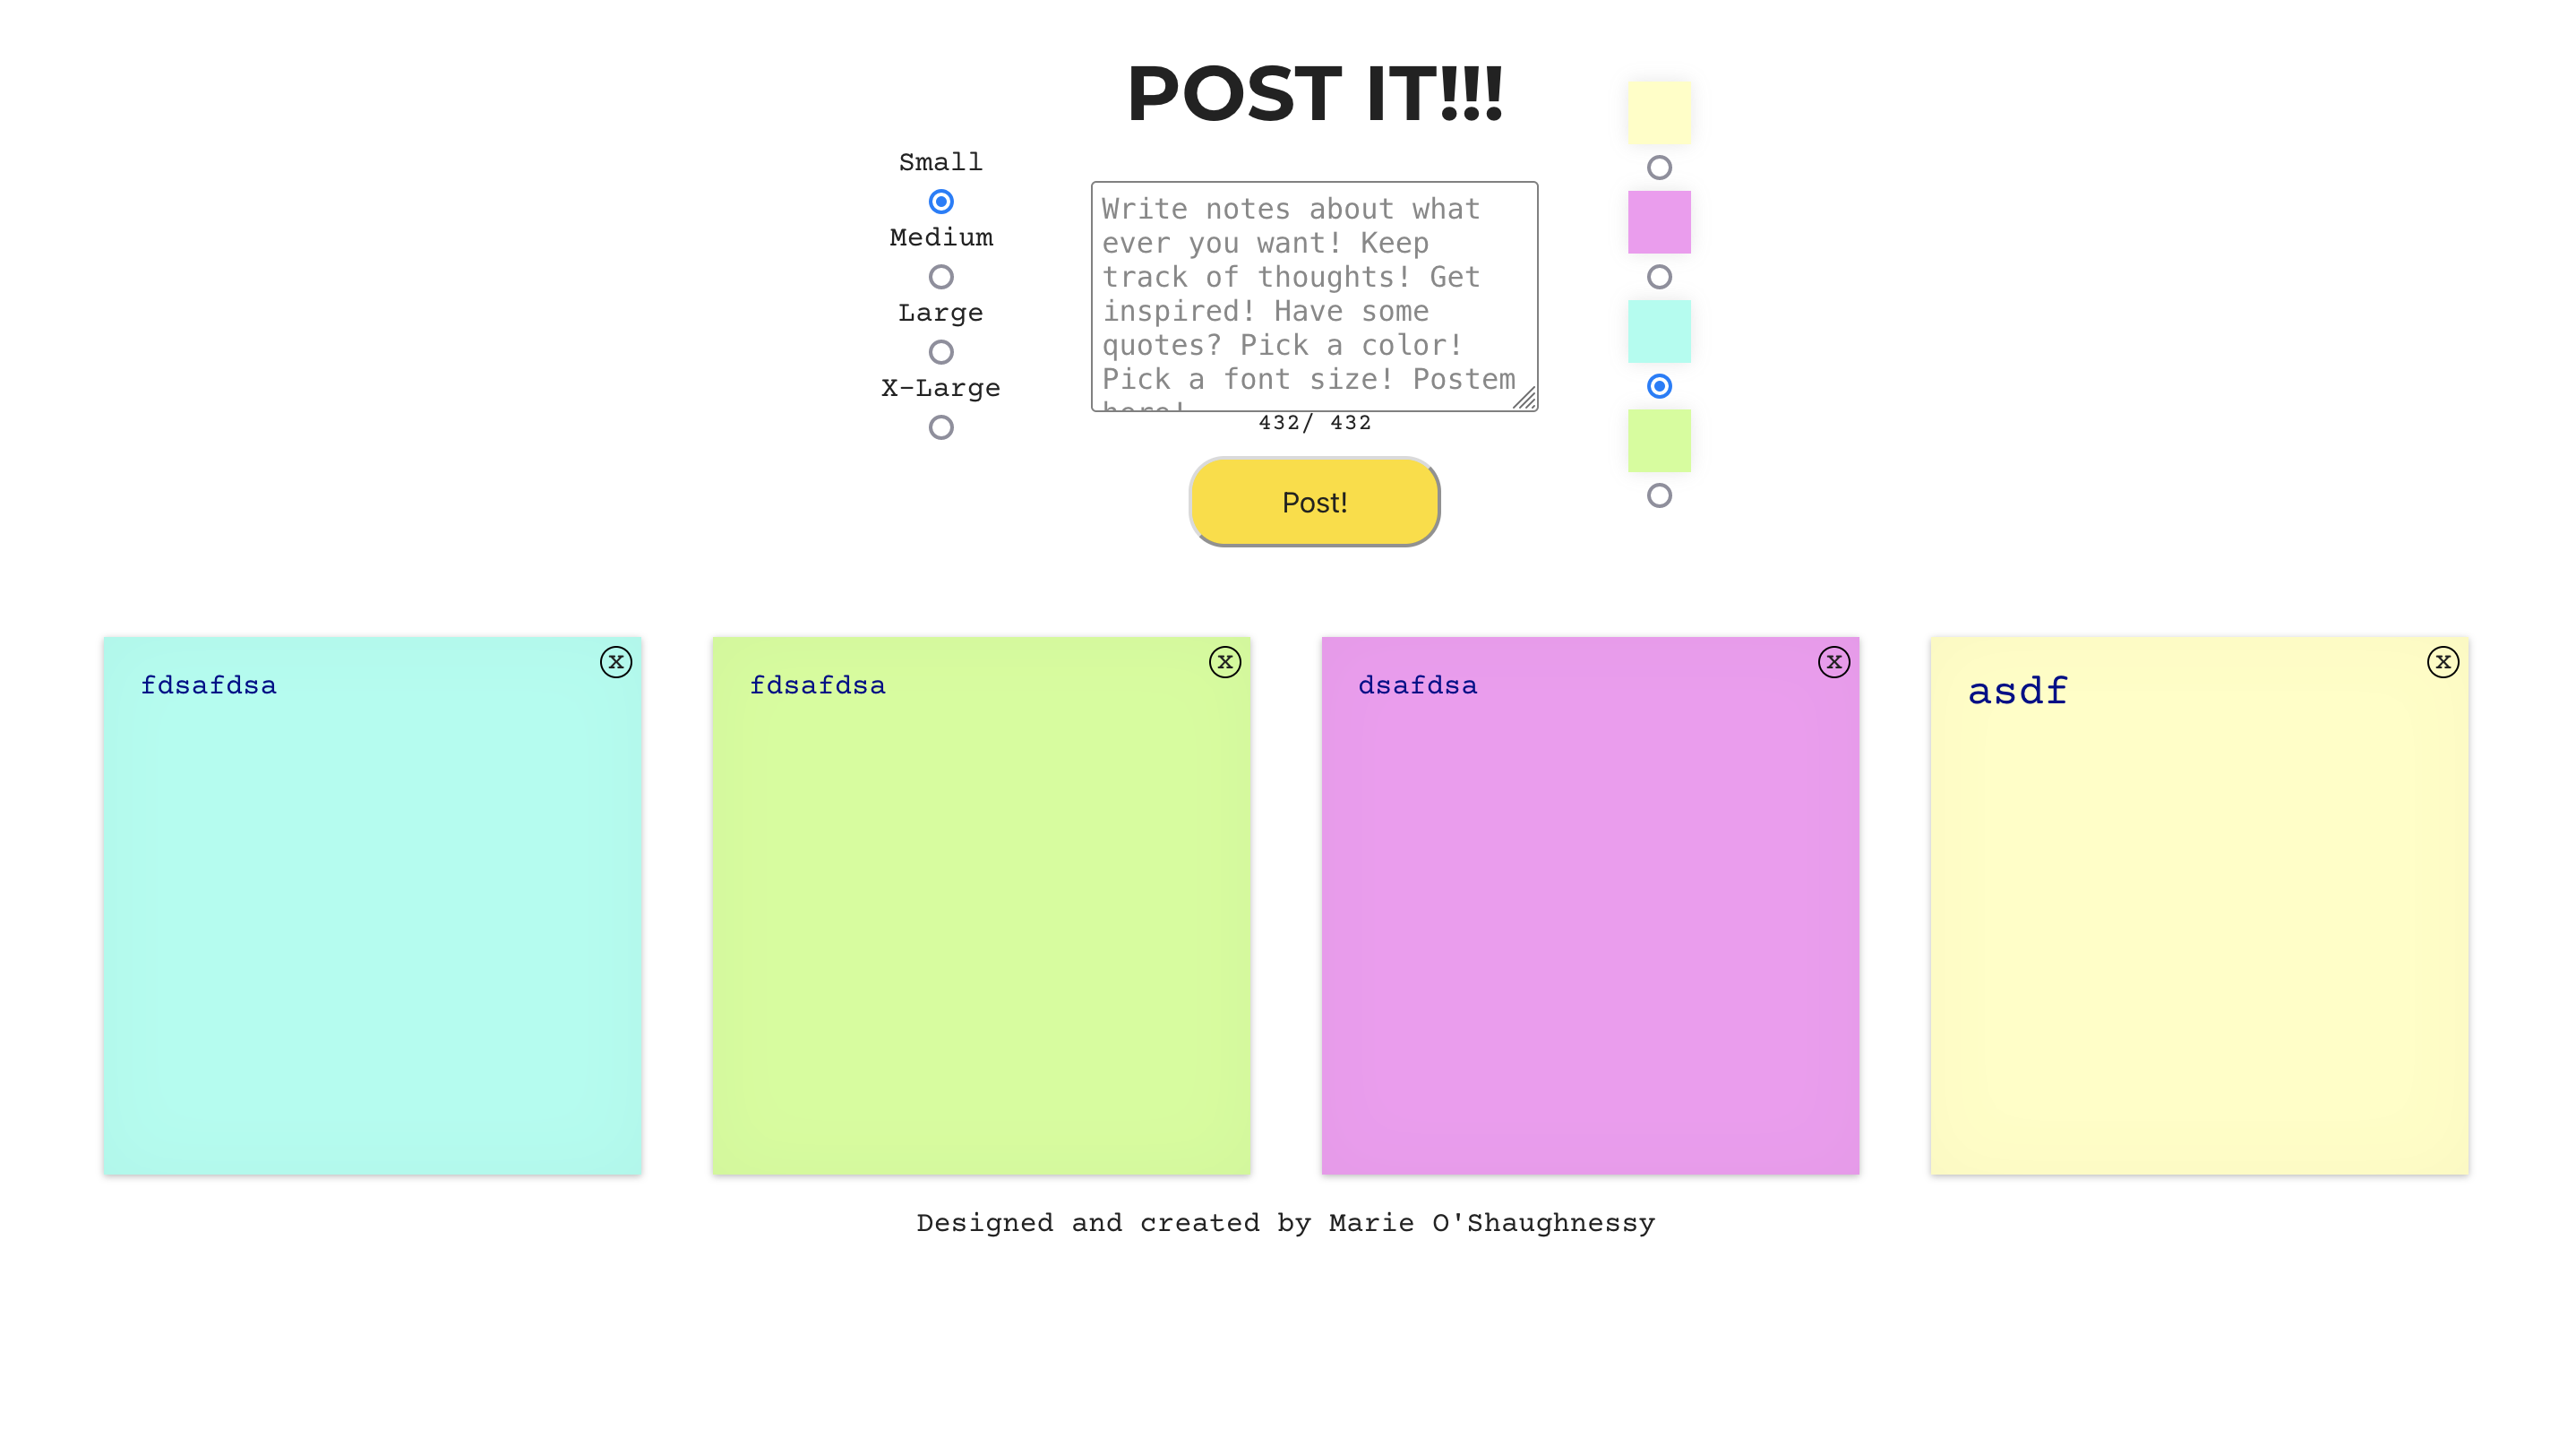 POST IT!!!
Small
Medium
Large
X-Large
Write notes about what
ever you want! Keep
track of thoughts! Get
inspired! Have some
quotes? Pick a color!
Pick a font size! Postem
here!
432/ 432
Post!
x
fdsafdsa
x
fdsafdsa
x
dsafdsa
x
asdf
Designed and created by Marie O'Shaughnessy